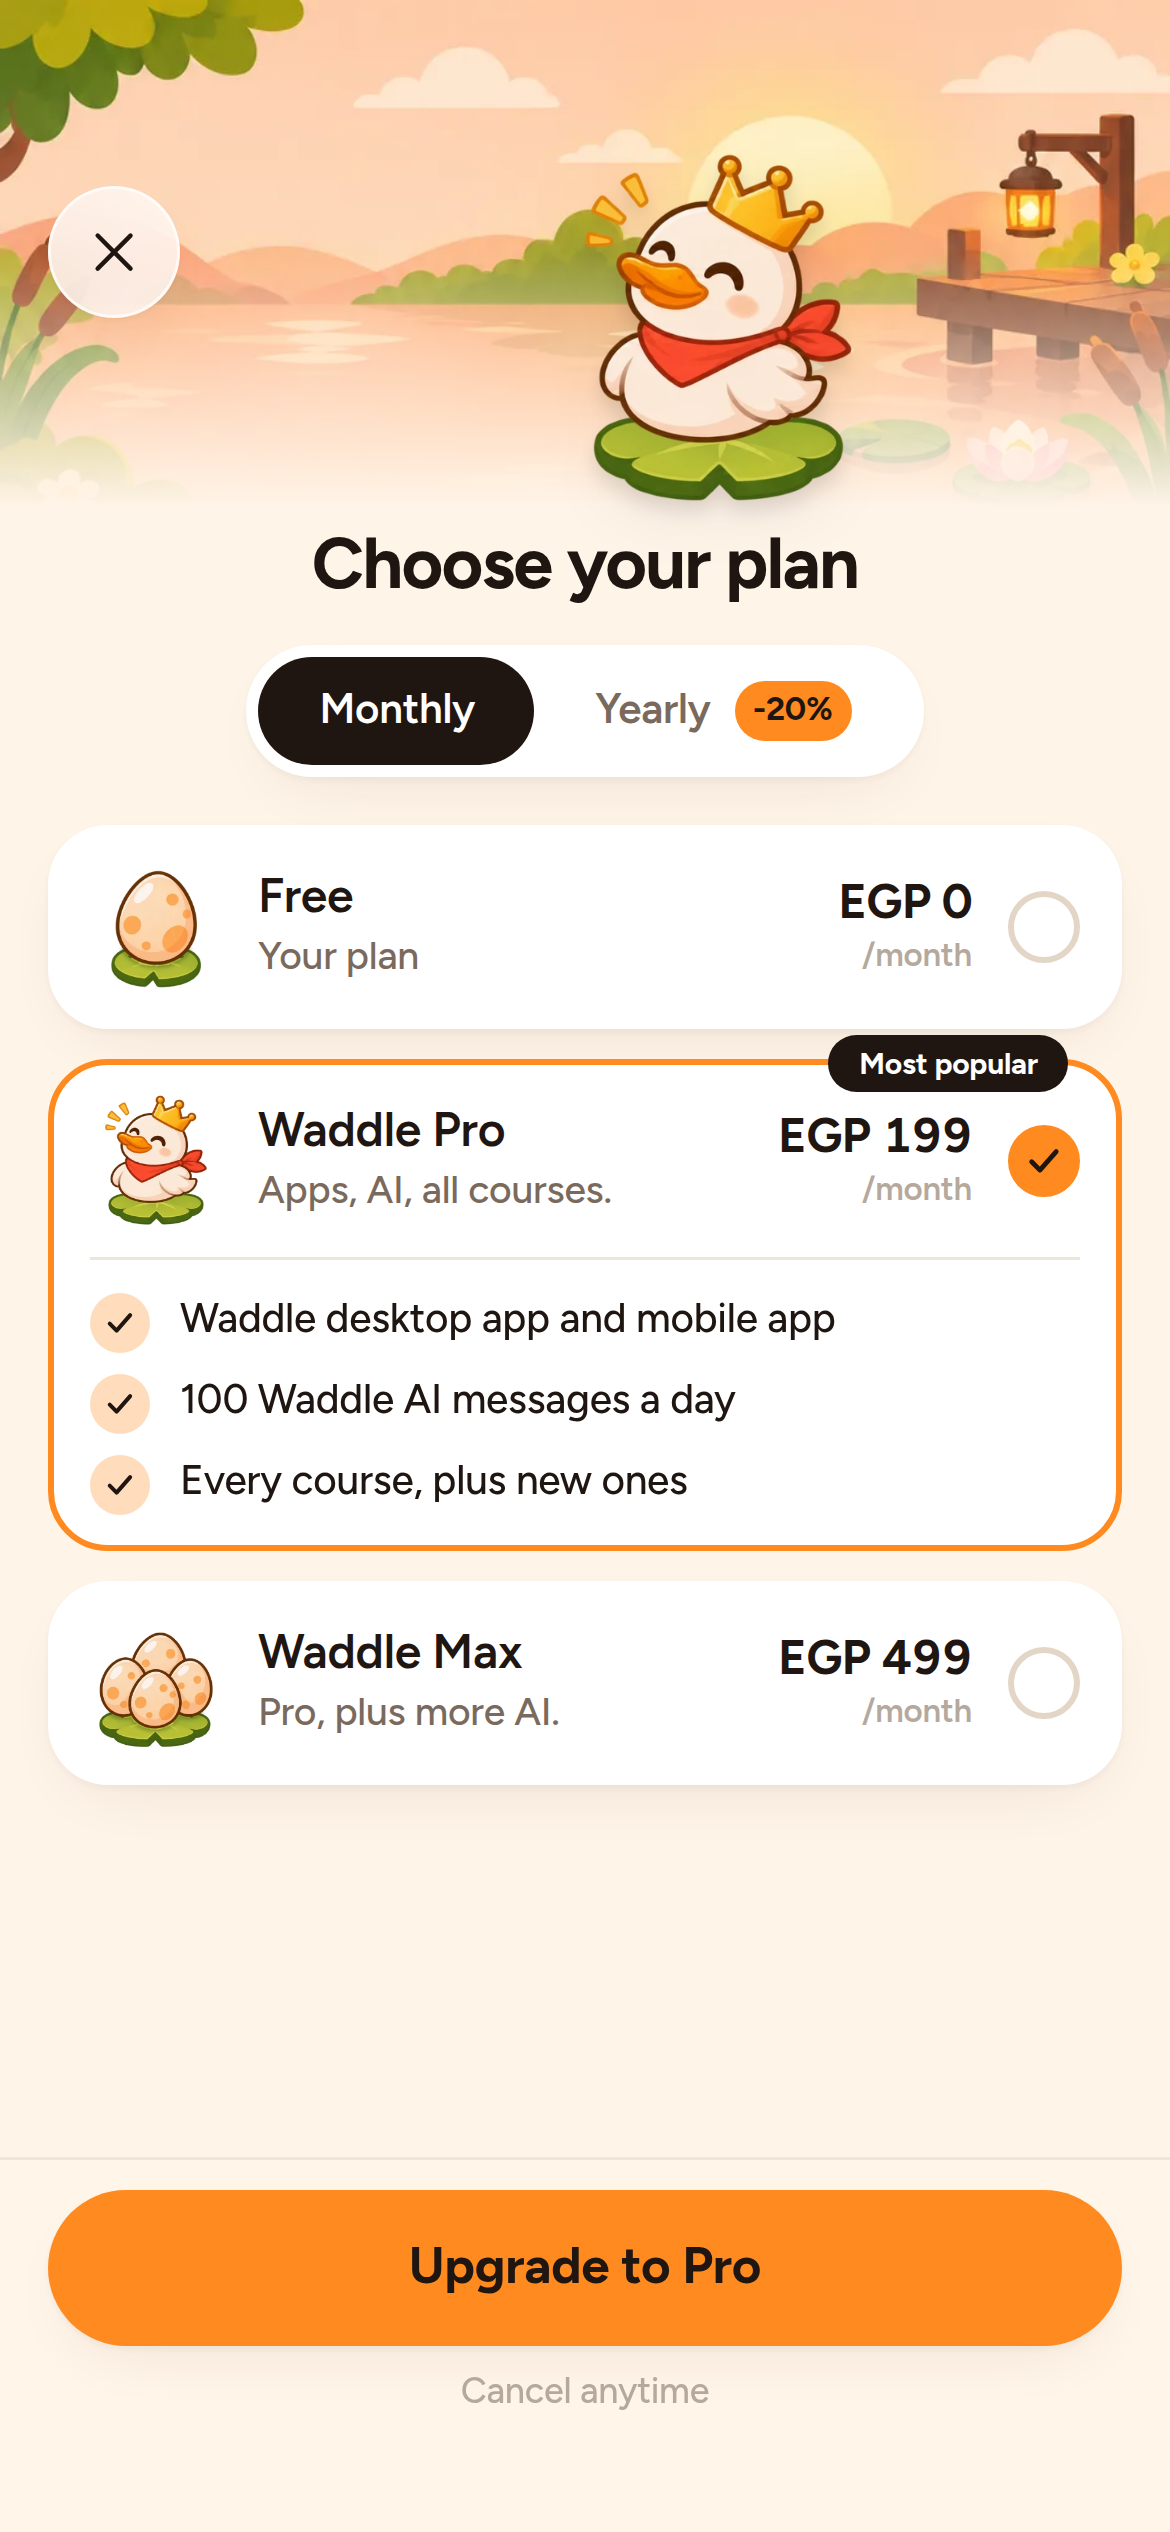 Choose your plan
Monthly
Yearly -20%
Free
Your plan
EGP 0
/month
Most popular
Waddle Pro
Apps, AI, all courses.
EGP 199
/month
Waddle desktop app and mobile app
100 Waddle AI messages a day
Every course, plus new ones
Waddle Max
Pro, plus more AI.
EGP 499
/month
Upgrade to Pro
Cancel anytime